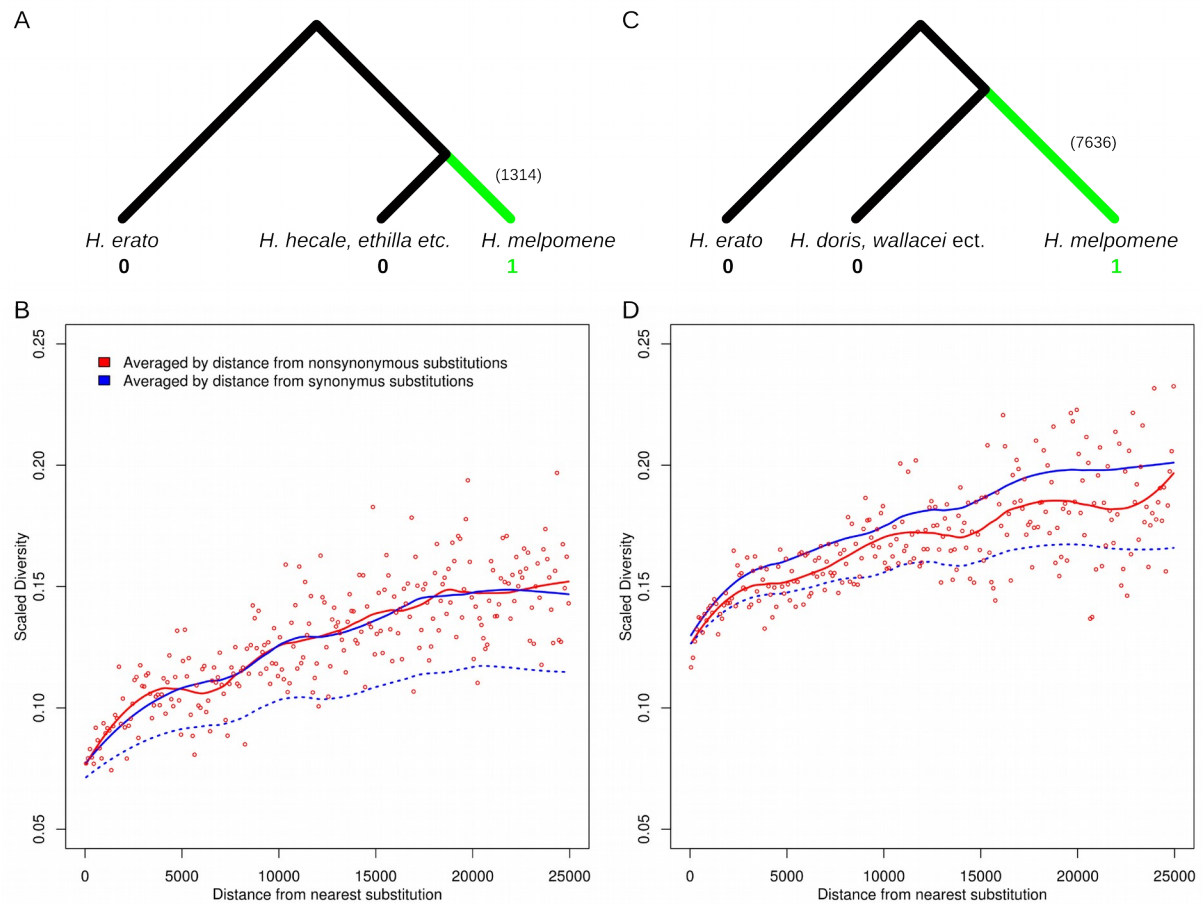 A
(1314)
H. erato
H. hecale, ethilla etc.
H. melpomene
0
0
1
C
(7636)
H. erato
H. doris, wallacei ect.
H. melpomene
0
0
1
B
Averaged by distance from nonsynonymous substitutions
Averaged by distance from synonymus substitutions
Scaled Diversity
0.25
0.20
0.15
0.10
0.05
0
5000
10000
15000
20000
25000
Distance from nearest substitution
D
Scaled Diversity
0.25
0.20
0.15
0.10
0.05
0
5000
10000
15000
20000
25000
Distance from nearest substitution